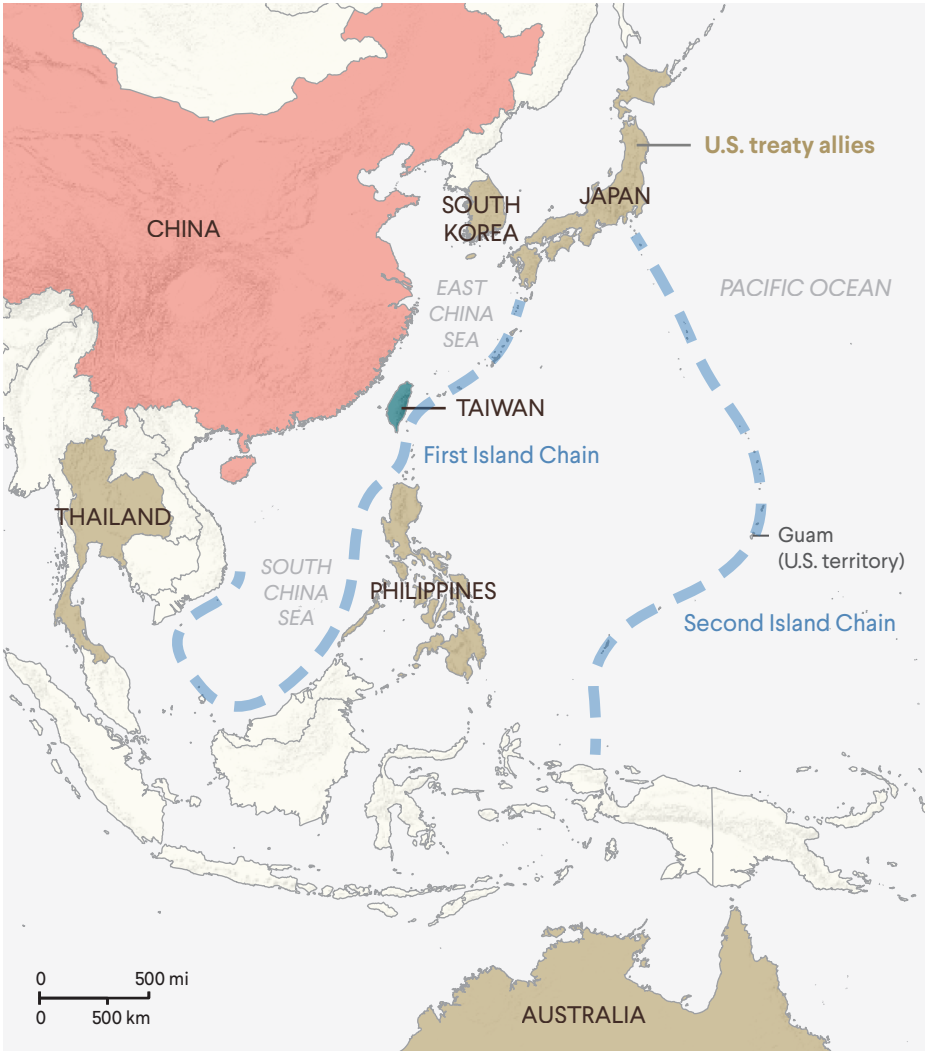 U.S. treaty allies
JAPAN
SOUTH
KOREA
CHINA
PACIFIC OCEAN
EAST
CHINA
SEA
TAIWAN
First Island Chain
THAILAND
Guam
(U.S. territory)
SOUTH
CHINA
SEA
PHILIPPINES
Second Island Chain
0 500 mi
0 500 km
AUSTRALIA